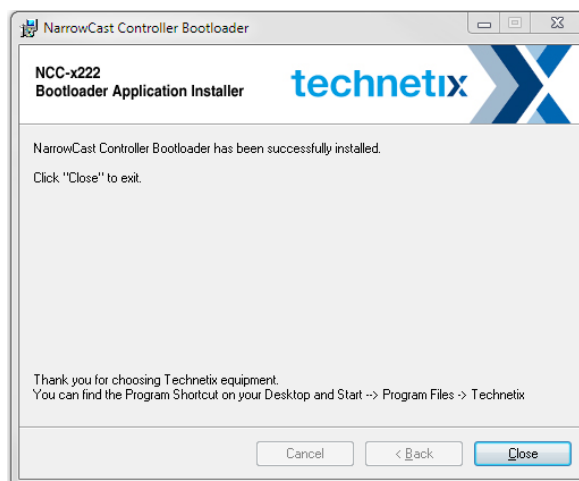 NarrowCast Controller Bootloader
NCC-x222
Bootloader Application Installer
technetix
NarrowCast Controller Bootloader has been successfully installed.
Click "Close" to exit.
Thank you for choosing Technetix equipment.
You can find the Program Shortcut on your Desktop and Start --> Program Files -> Technetix
Cancel
< Back
Close